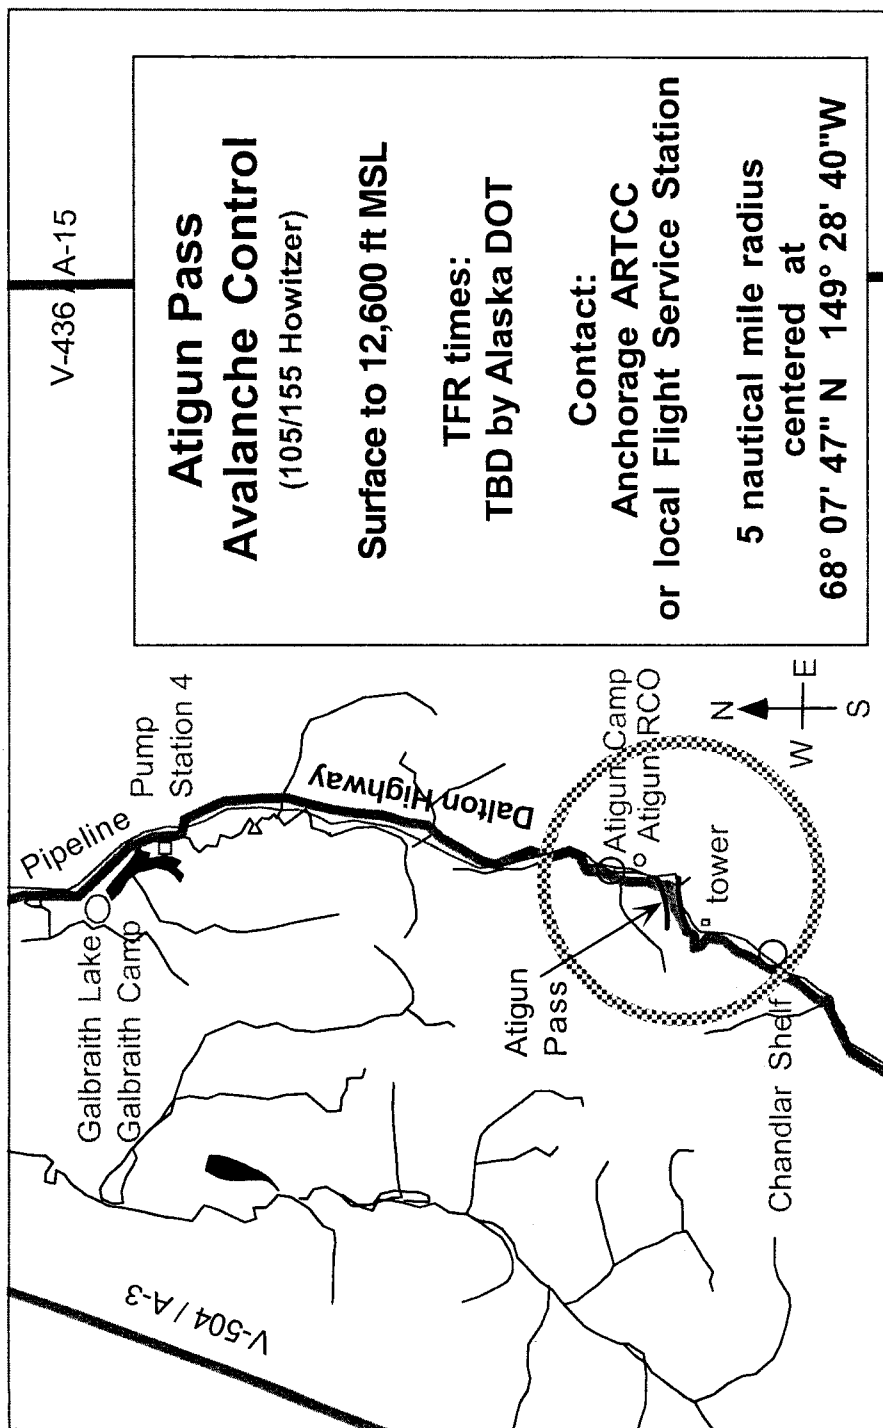 V-436 / A-15
Atigun Pass
Avalanche Control
(105/155 Howitzer)
Surface to 12,600 ft MSL
TFR times:
TBD by Alaska DOT
Contact:
Anchorage ARTCC
or local Flight Service Station
5 nautical mile radius
centered at
68° 07' 47" N 149° 28' 40"W
Pipeline
Pump
Station 4
Galbraith Lake
Galbraith Camp
Dalton Highway
Atigun Camp
Atigun RCO
tower
Atigun
Pass
Chandlar Shelf
V-504 / A-3
N
W
E
S